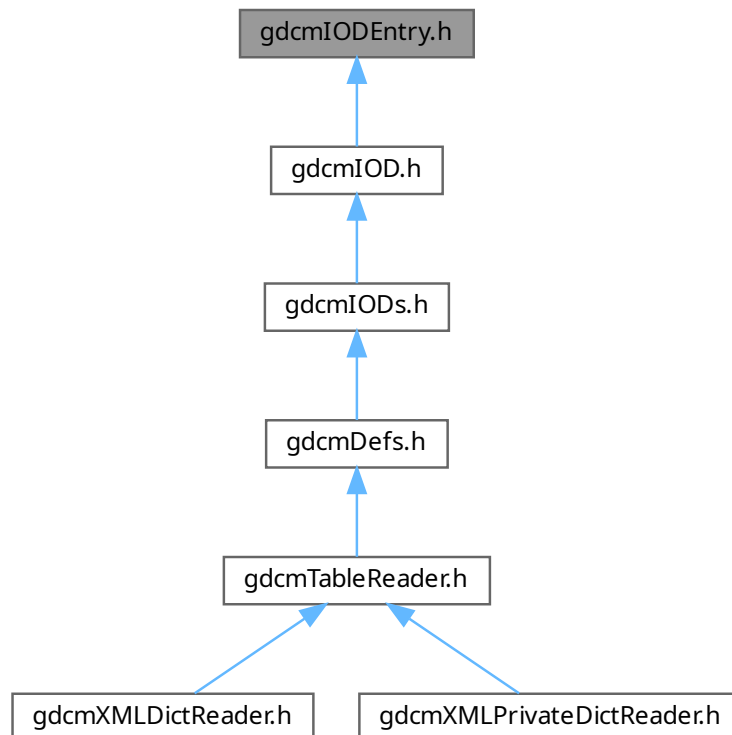 gdcmIODEntry.h
gdcmIOD.h
gdcmIODs.h
gdcmDefs.h
gdcmTableReader.h
gdcmXMLDictReader.h
gdcmXMLPrivateDictReader.h